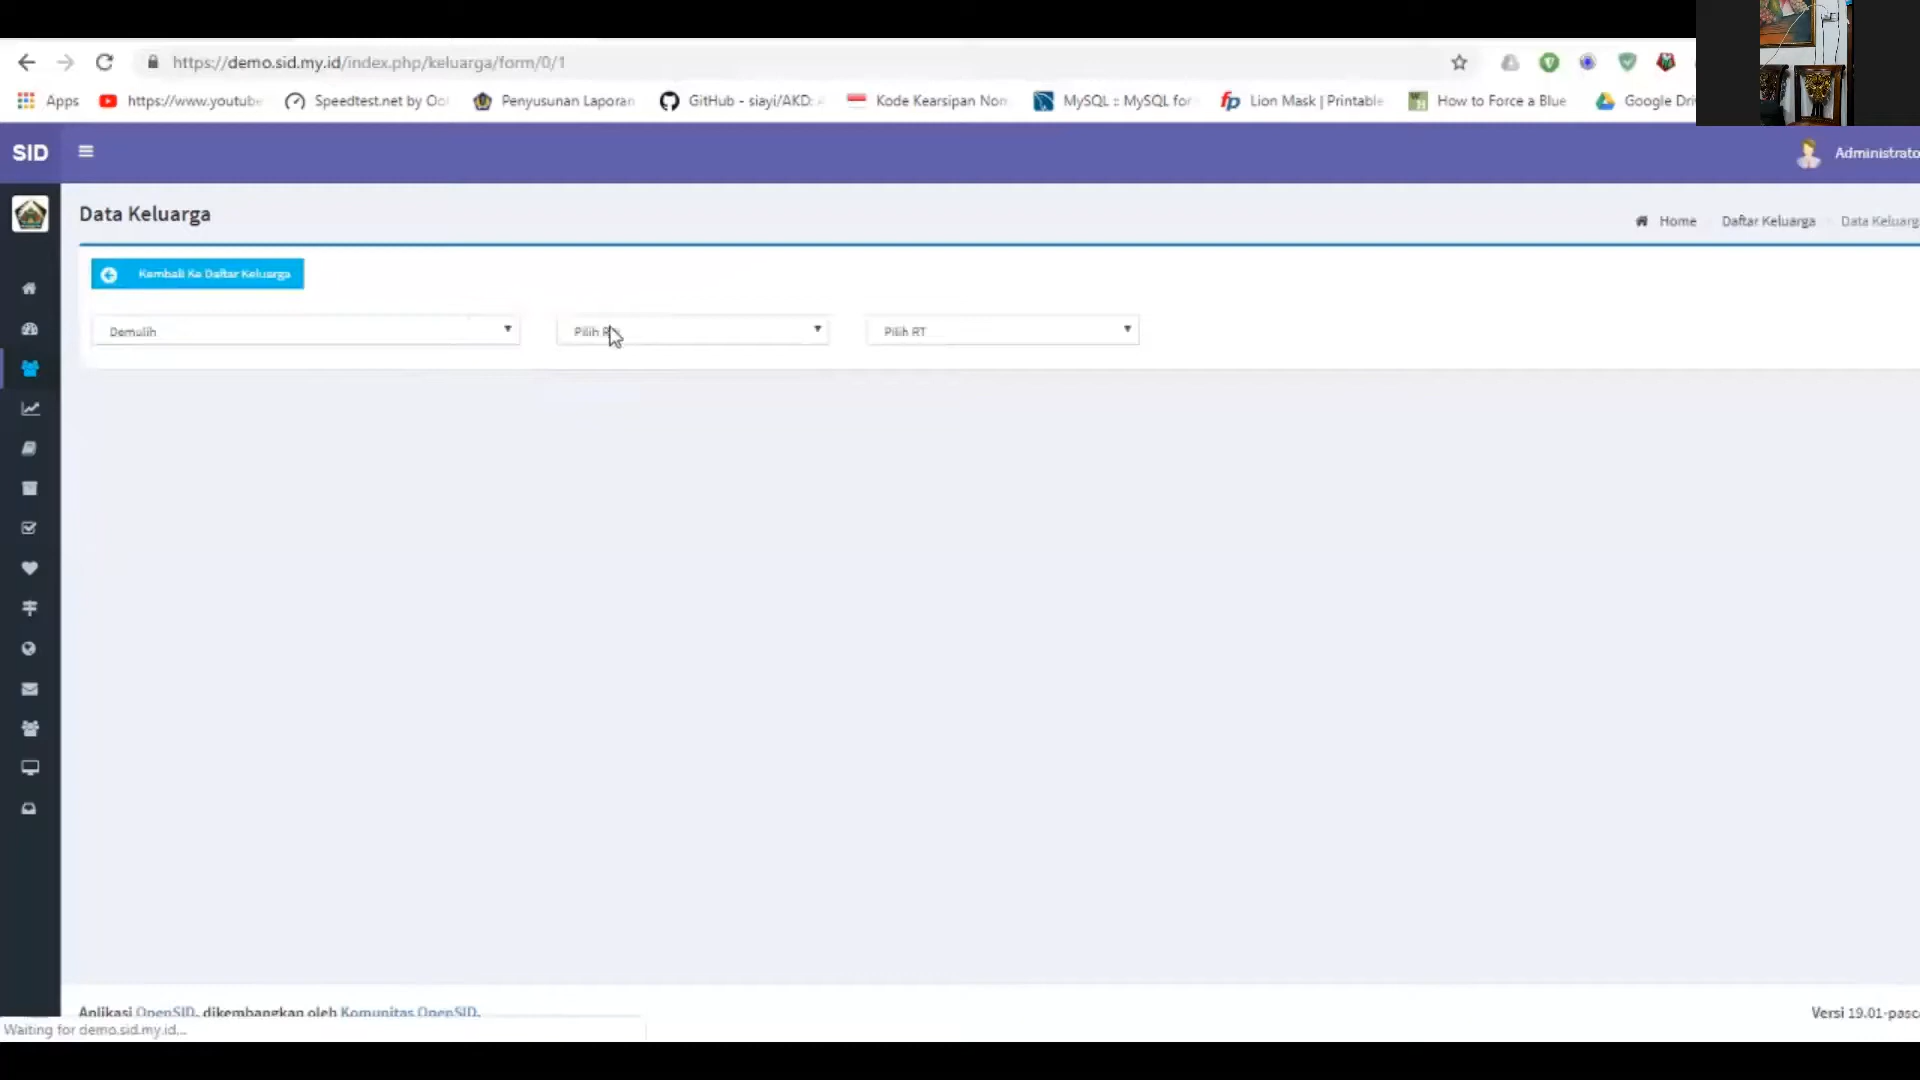 https://demo.sid.my.id/index.php/keluarga/form/0/1
Apps https://www.youtube Speedtest.net by Oo Penyusunan Laporan GitHub - siayi/AKD: Kode Kearsipan Non MySQL :: MySQL for Lion Mask | Printable How to Force a Blue Google Dri
SID Administrato
Data Keluarga
Home Daftar Keluarga Data Keluarg
Kembali Ke Daftar Keluarga
Demulih Pilih Pilih RT
Aplikasi OpenSID, dikembangkan oleh Komunitas OpenSID.
Versi 19.01-pasca
Waiting for demo.sid.my.id...